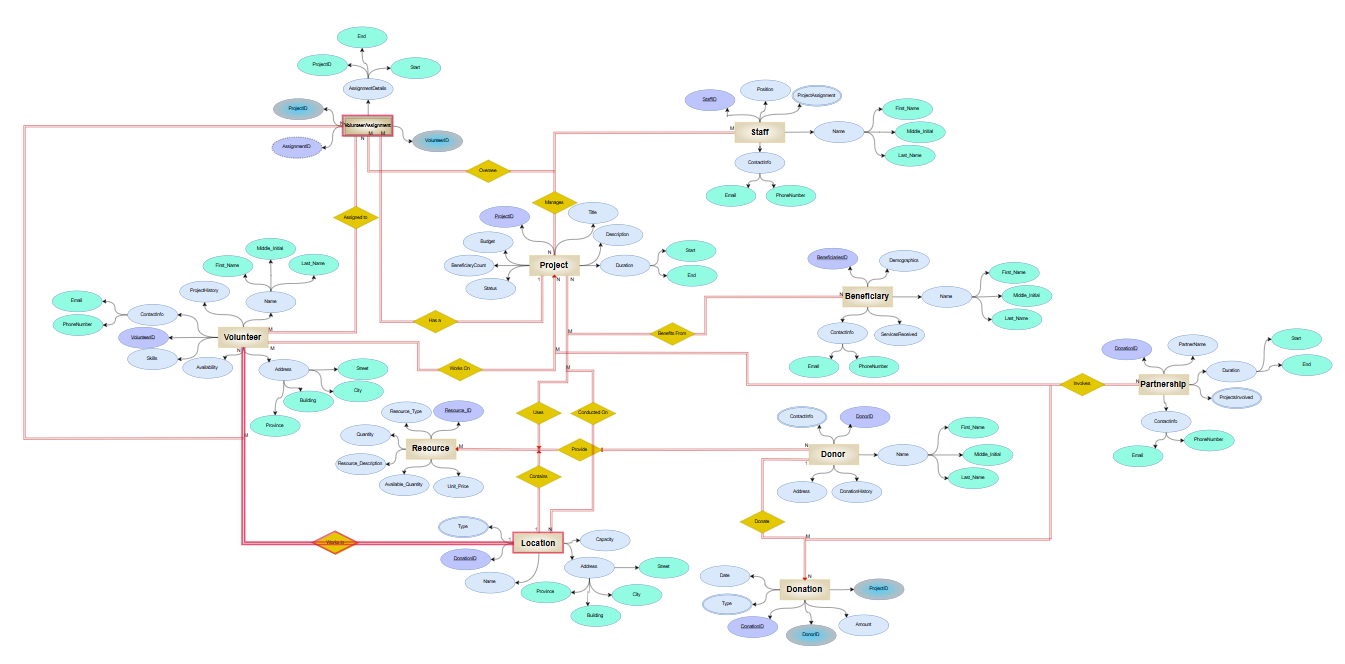 End
ProjectID
Start
AssignmentDetails
ProjectID
VolunteerAssignment
AssignmentID
VolunteerID
M
M
N
Oversee
Assigned to
StaffID
Position
ProjectAssignment
M
Staff
Name
First_Name
Middle_Initial
Last_Name
ContactInfo
Email
PhoneNumber
Manages
ProjectID
Title
Budget
Description
BeneficiaryCount
Status
N
Project
Duration
Start
End
1
N
N
Has a
BeneficiariesID
Demographics
N
Beneficiary
Name
First_Name
Middle_Initial
Last_Name
ContactInfo
ServicesReceived
Email
PhoneNumber
M
Benefits From
Middle_Initial
First_Name
Last_Name
ProjectHistory
Name
Email
PhoneNumber
ContactInfo
VolunteerID
Skills
Availability
M
Volunteer
M
N
Address
Street
City
Building
Province
M
Works On
M
M
DonationID
PartnerName
Involves
N
Partnership
Duration
Start
End
ProjectsInvolved
ContactInfo
Email
PhoneNumber
Uses
Conducted On
Resource_Type
Resource_ID
Quantity
Resource_Description
Available_Quantity
Unit_Price
Resource
M
Provide
Contains
ContactInfo
DonorID
N
Donor
1
Name
First_Name
Middle_Initial
Last_Name
Address
DonationHistory
Donate
M
Works In
Type
DonationID
Name
1
1
N
Location
Capacity
Address
Street
City
Province
Building
N
Donation
Date
Type
DonationID
DonorID
Amount
ProjectID